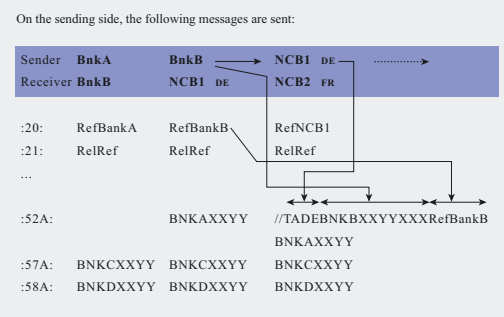 On the sending side, the following messages are sent:
Sender BnkA BnkB NCB1 DE
Receiver BnkB NCB1 DE NCB2 FR
:20: RefBankA RefBankB RefNCB1
:21: RelRef RelRef RelRef
...
:52A: BNKAXXYY //TADEBNKBXXYYXXXRefBankB
BNKAXXYY
:57A: BNKCXXYY BNKCXXYY BNKCXXYY
:58A: BNKDXXYY BNKDXXYY BNKDXXYY